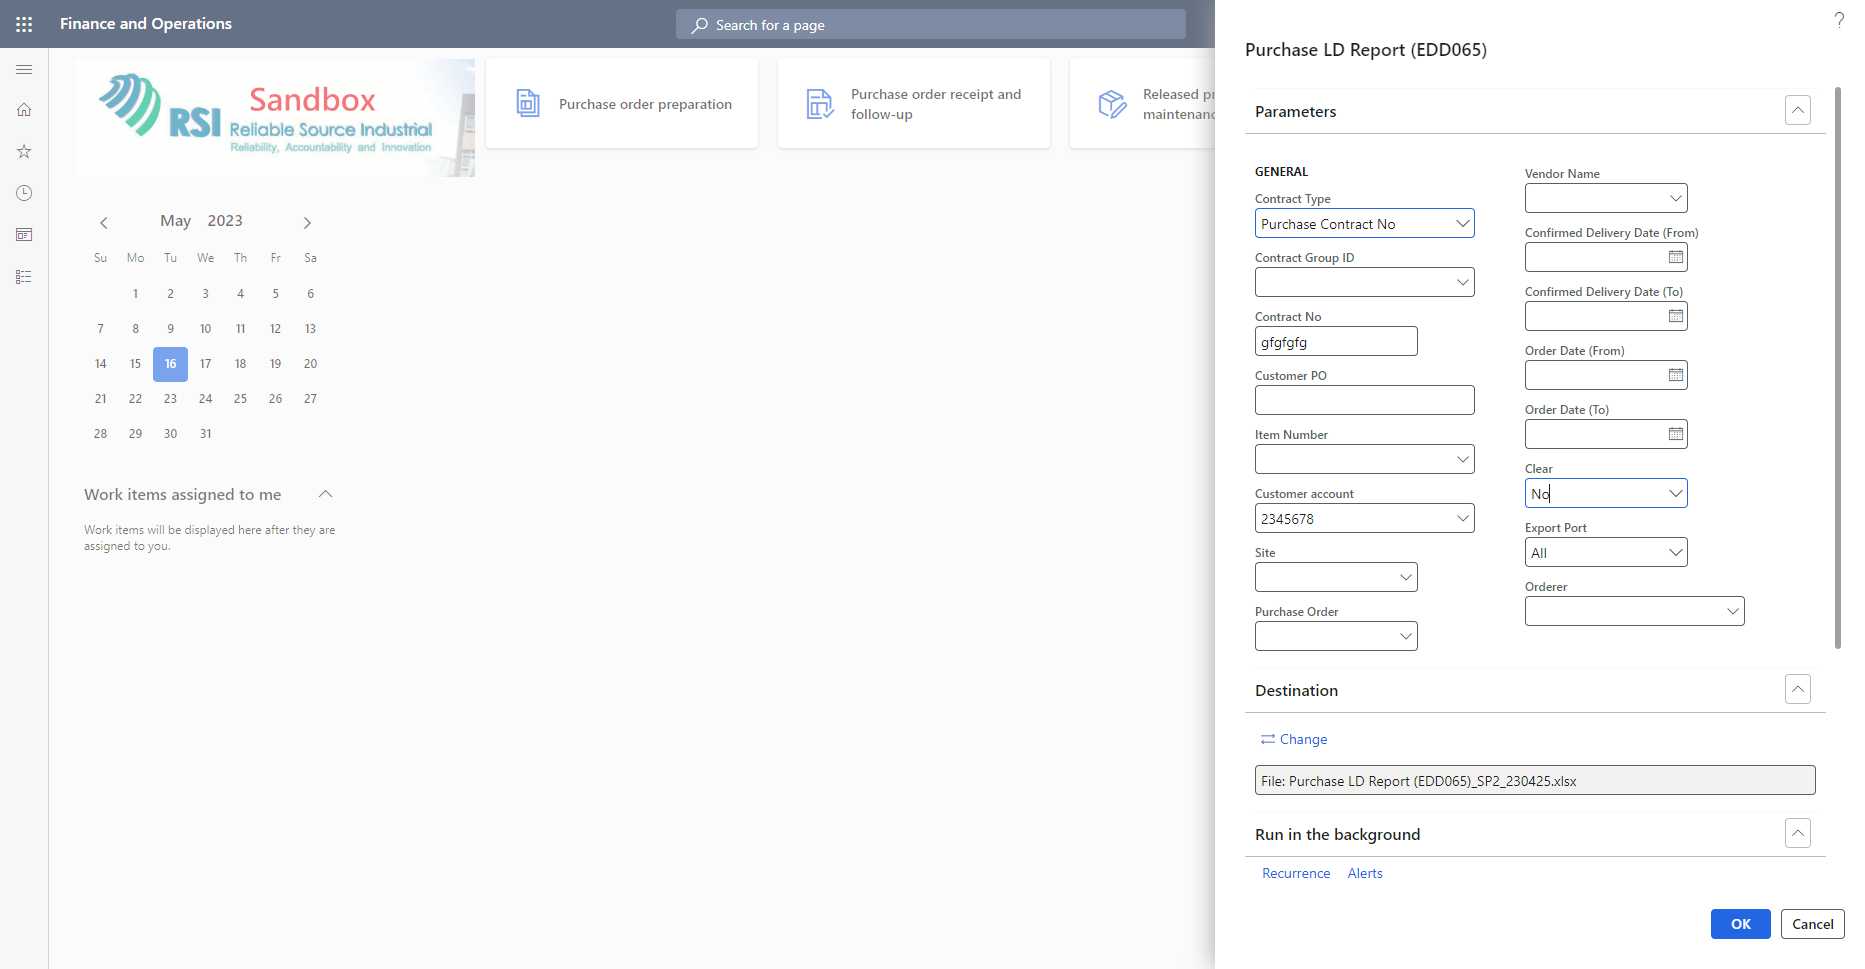 Finance and Operations
Search for a page
?
Sandbox
RSI
Reliable Source Industrial
Reliability, Accountability and Innovation
Purchase order preparation
Purchase order receipt and
follow-up
Released pr
maintenanc
May 2023
Su Mo Tu We Th Fr Sa
1 2 3 4 5 6
7 8 9 10 11 12 13
14 15 16 17 18 19 20
21 22 23 24 25 26 27
28 29 30 31
Work items assigned to me
Work items will be displayed here after they are
assigned to you.
Purchase LD Report (EDD065)
Parameters
GENERAL
Contract Type
Purchase Contract No
Contract Group ID
Contract No
gfgfgfg
Customer PO
Item Number
Customer account
2345678
Site
Purchase Order
Vendor Name
Confirmed Delivery Date (From)
Confirmed Delivery Date (To)
Order Date (From)
Order Date (To)
Clear
No
Export Port
All
Orderer
Destination
Change
File: Purchase LD Report (EDD065)_SP2_230425.xlsx
Run in the background
Recurrence Alerts
OK Cancel